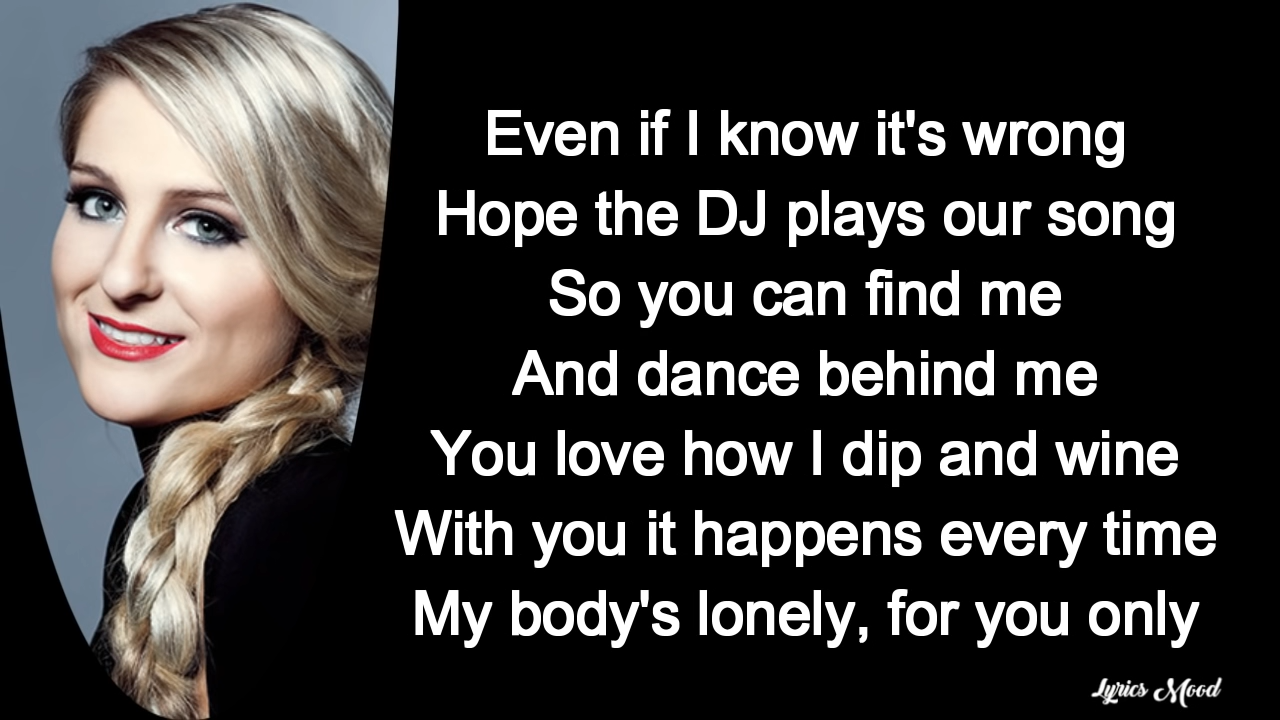 Even if I know it's wrong
Hope the DJ plays our song
So you can find me
And dance behind me
You love how I dip and wine
With you it happens every time
My body's lonely, for you only
Lyrics Mood